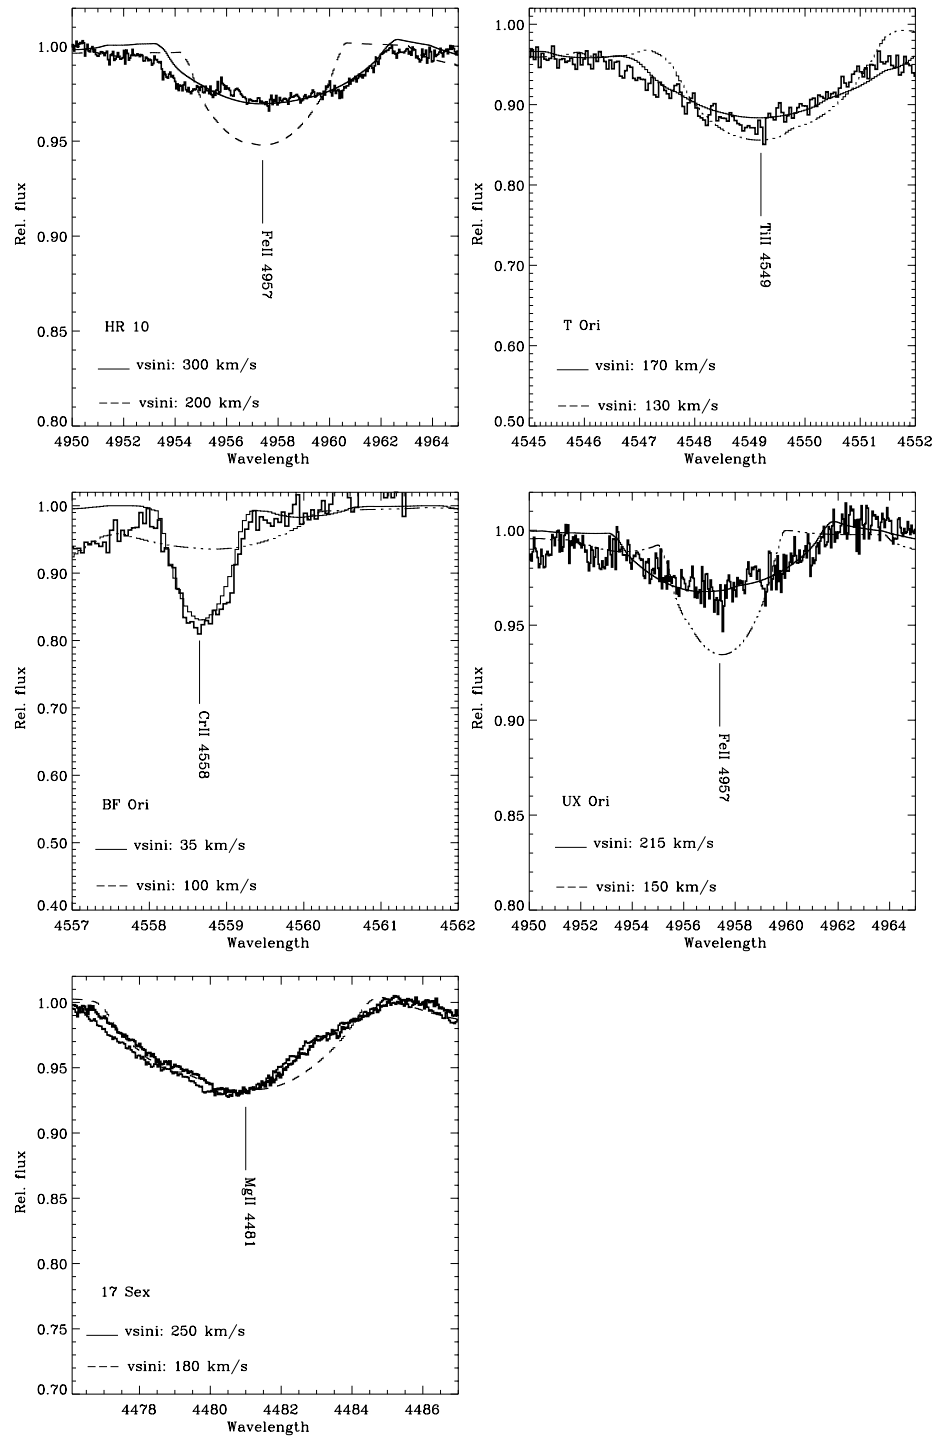 1.00
0.95
0.90
0.85
0.80
Rel. flux
FeII 4957
HR 10
vsini: 300 km/s
vsini: 200 km/s
4950 4952 4954 4956 4958 4960 4962 4964
Wavelength
1.00
0.90
0.80
0.70
0.60
0.50
Rel. flux
TiII 4549
T Ori
vsini: 170 km/s
vsini: 130 km/s
4545 4546 4547 4548 4549 4550 4551 4552
Wavelength
1.00
0.90
0.80
0.70
0.60
0.50
0.40
Rel. flux
CrII 4558
BF Ori
vsini: 35 km/s
vsini: 100 km/s
4557 4558 4559 4560 4561 4562
Wavelength
1.00
0.95
0.90
0.85
0.80
Rel. flux
FeII 4957
UX Ori
vsini: 215 km/s
vsini: 150 km/s
4950 4952 4954 4956 4958 4960 4962 4964
Wavelength
1.00
0.95
0.90
0.85
0.80
0.75
0.70
Rel. flux
MgII 4481
17 Sex
vsini: 250 km/s
vsini: 180 km/s
4478 4480 4482 4484 4486
Wavelength